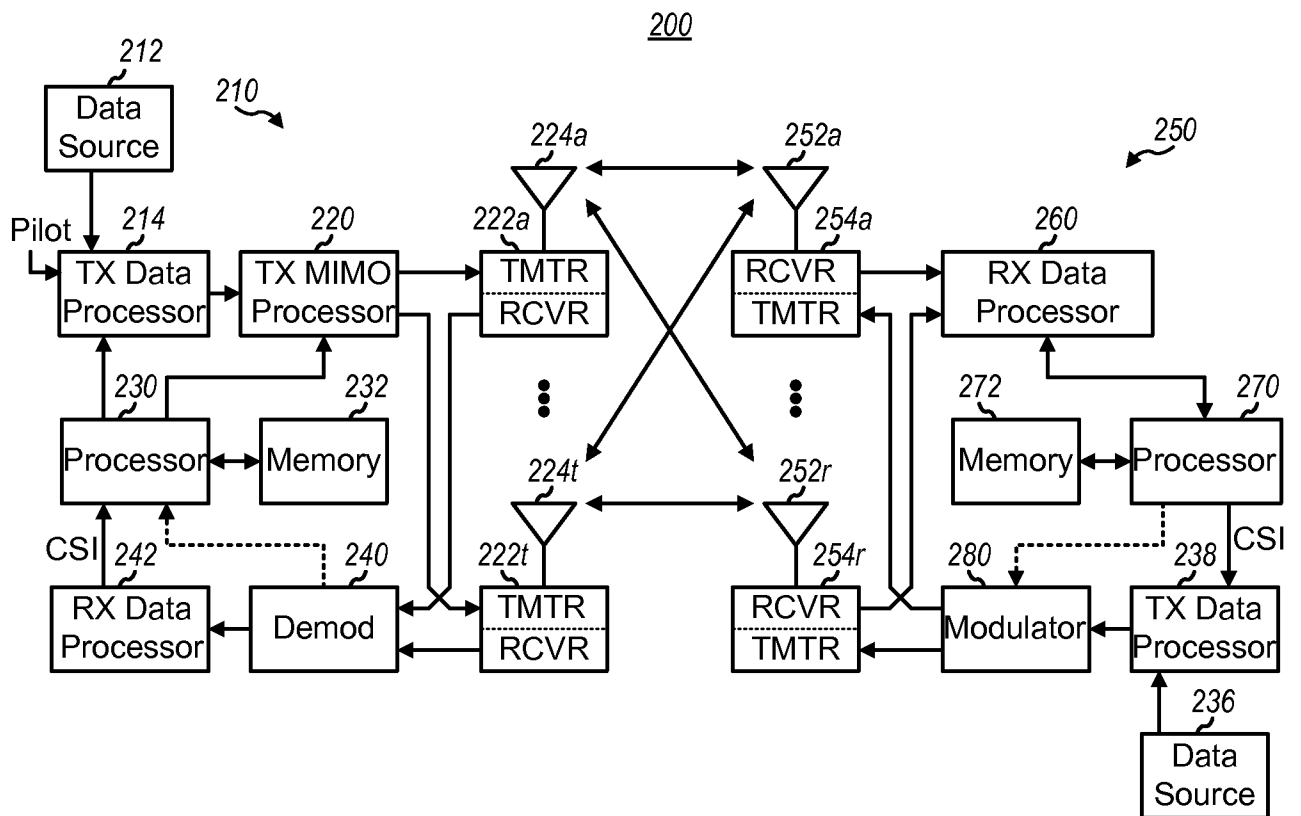 200
212
Data
Source
210
224a
252a
250
Pilot
214
220
222a
254a
260
TX Data
Processor
TX MIMO
Processor
TMTR
RCVR
RCVR
TMTR
RX Data
Processor
230
232
272
270
Processor
Memory
Memory
Processor
224t
252r
CSI
242
240
222t
254r
280
238
CSI
RX Data
Processor
Demod
TMTR
RCVR
RCVR
TMTR
Modulator
TX Data
Processor
236
Data
Source